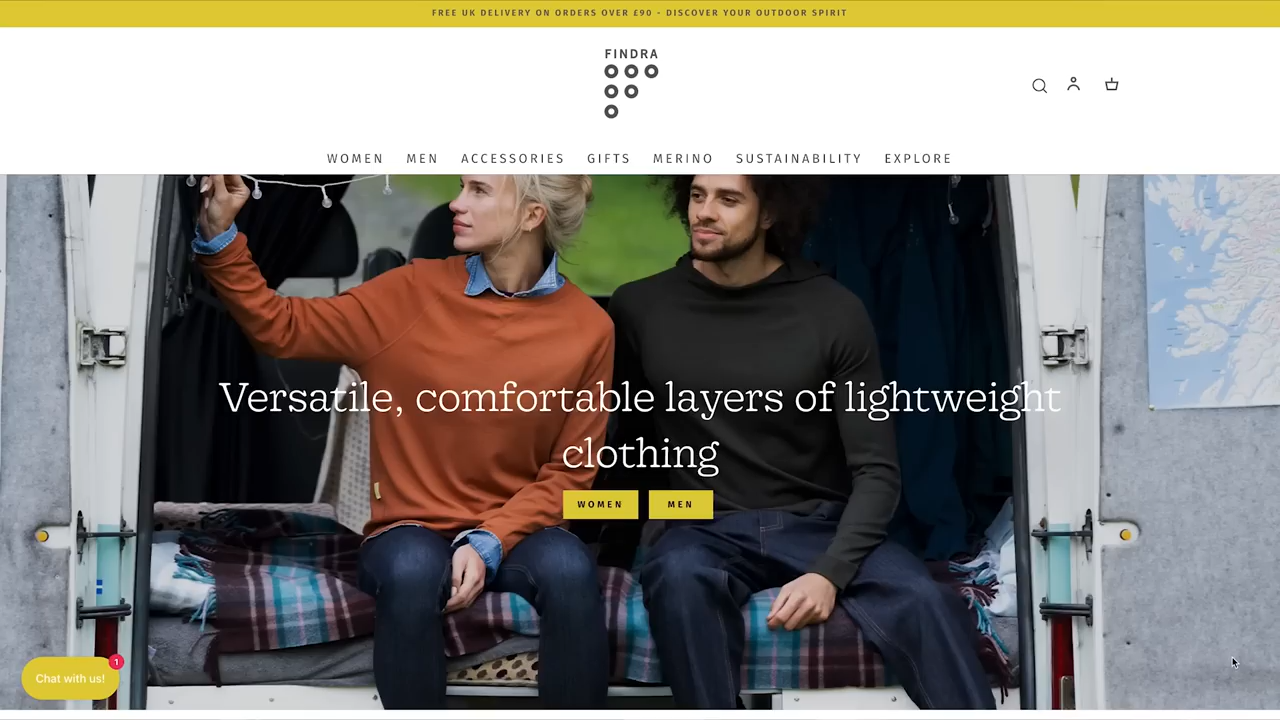 FREE UK DELIVERY ON ORDERS OVER £90 - DISCOVER YOUR OUTDOOR SPIRIT
FINDRA
WOMEN MEN ACCESSORIES GIFTS MERINO SUSTAINABILITY EXPLORE
Versatile, comfortable layers of lightweight
clothing
WOMEN MEN
Chat with us!
1